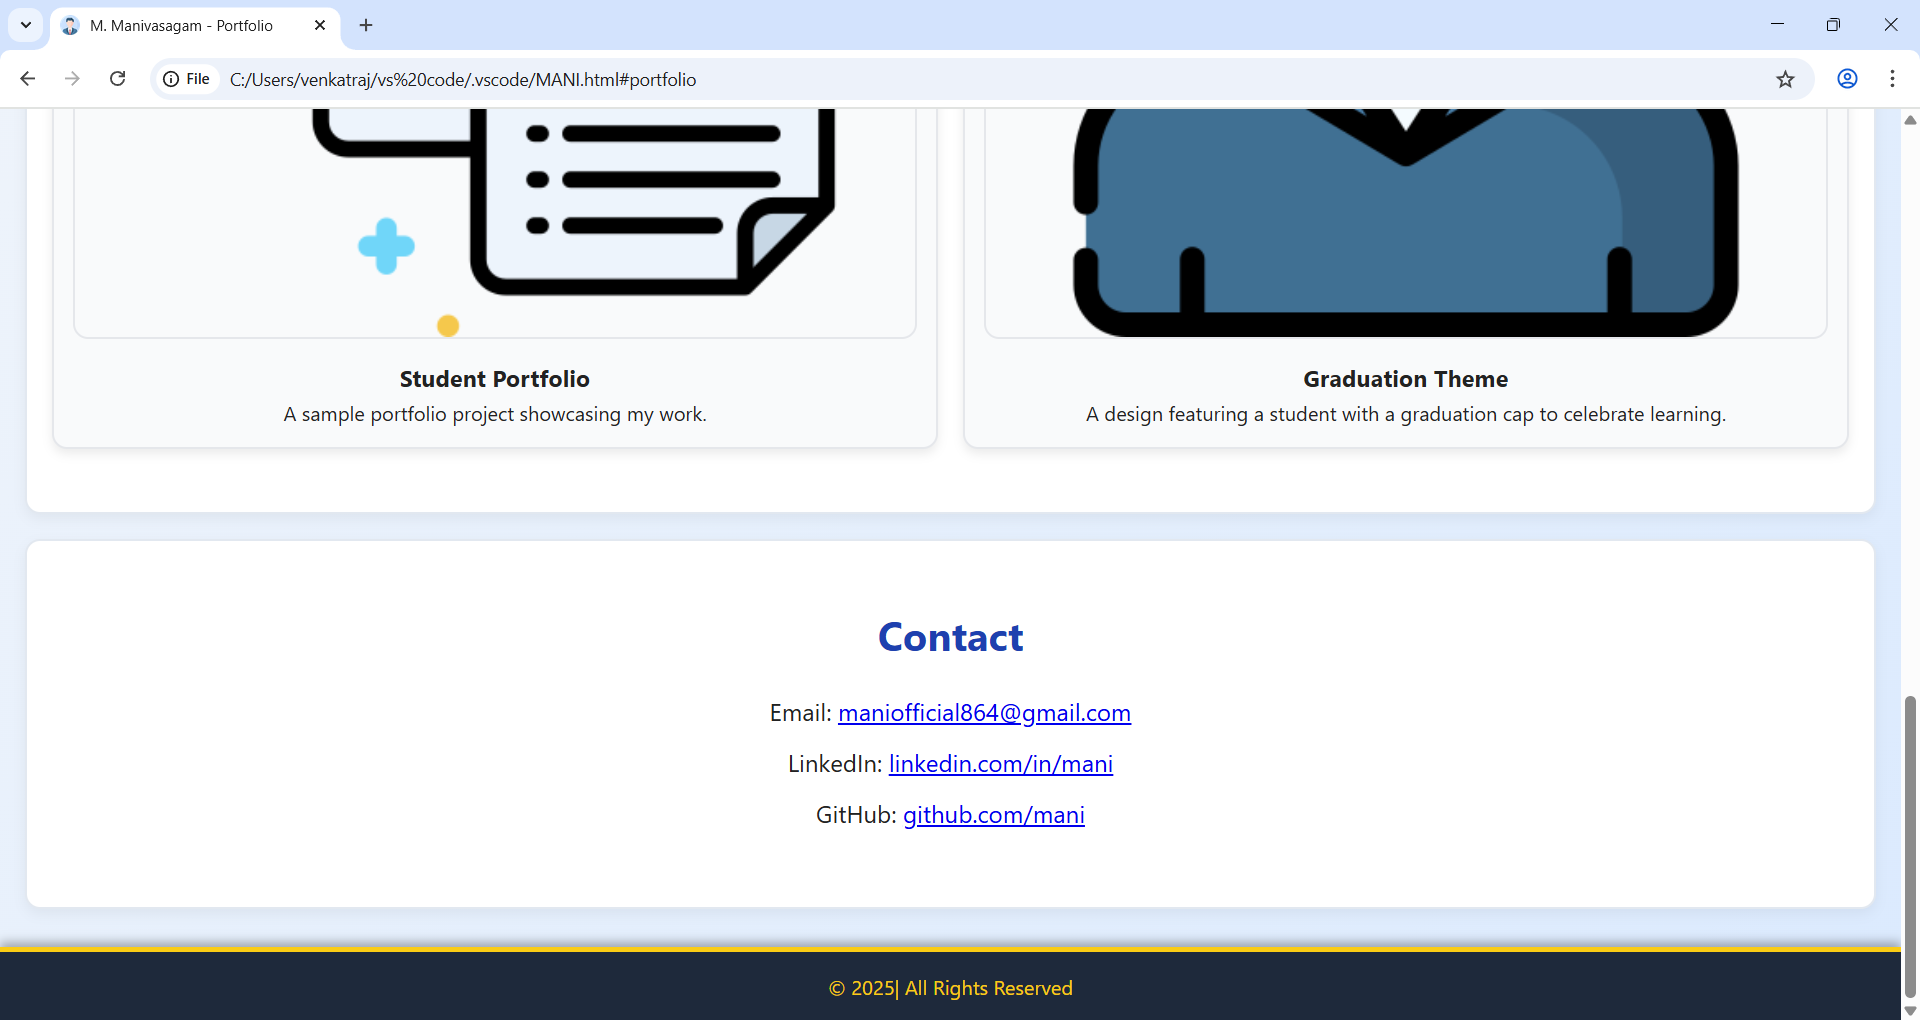 M. Manivasagam - Portfolio
File
C:/Users/venkatraj/vs%20code/.vscode/MANI.html#portfolio
Student Portfolio
A sample portfolio project showcasing my work.
Graduation Theme
A design featuring a student with a graduation cap to celebrate learning.
Contact
Email: maniofficial864@gmail.com
LinkedIn: linkedin.com/in/mani
GitHub: github.com/mani
© 2025| All Rights Reserved